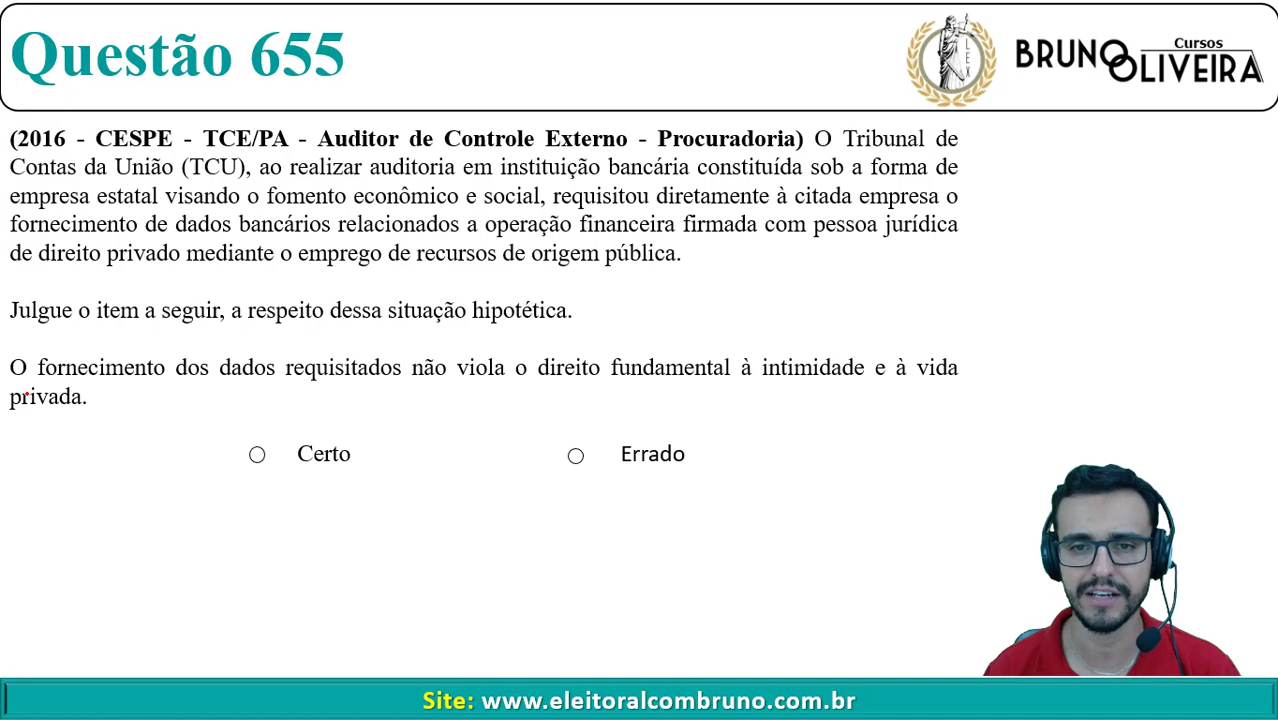 Questão 655
LEX
Cursos
BRUNO OLIVEIRA
(2016 - CESPE - TCE/PA - Auditor de Controle Externo - Procuradoria) O Tribunal de
Contas da União (TCU), ao realizar auditoria em instituição bancária constituída sob a forma de
empresa estatal visando o fomento econômico e social, requisitou diretamente à citada empresa o
fornecimento de dados bancários relacionados a operação financeira firmada com pessoa jurídica
de direito privado mediante o emprego de recursos de origem pública.
Julgue o item a seguir, a respeito dessa situação hipotética.
O fornecimento dos dados requisitados não viola o direito fundamental à intimidade e à vida
privada.
Certo Errado
Site: www.eleitoralcombruno.com.br